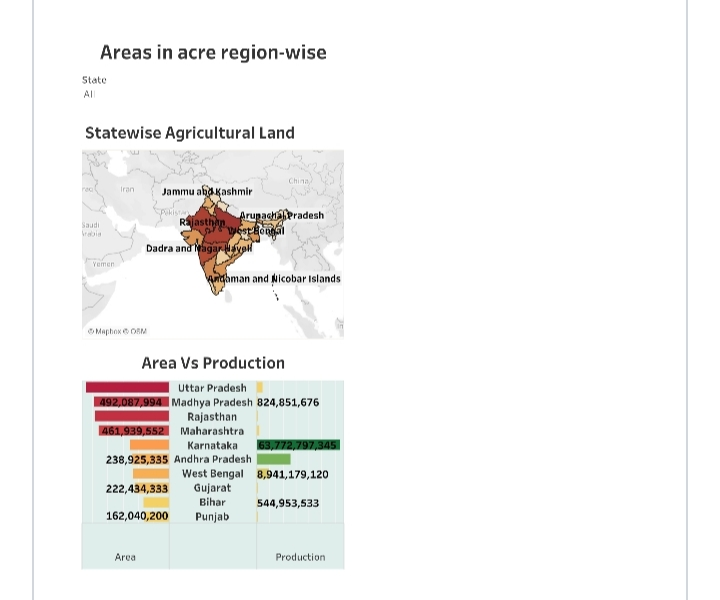 Areas in acre region-wise
State
All
Statewise Agricultural Land
China
Iran
Jammu and Kashmir
Pakistan
Arunachal Pradesh
Rajasthan
Saudi
Arabia
West Bengal
Dadra and Nagar Haveli
Yemen
Andaman and Nicobar Islands
© Mapbox © OSM
Area Vs Production
Uttar Pradesh
492,087,994 Madhya Pradesh 824,851,676
Rajasthan
461,939,552 Maharashtra
Karnataka 63,772,797,345
238,925,335 Andhra Pradesh
West Bengal 8,941,179,120
222,434,333 Gujarat
Bihar 544,953,533
162,040,200 Punjab
Area Production